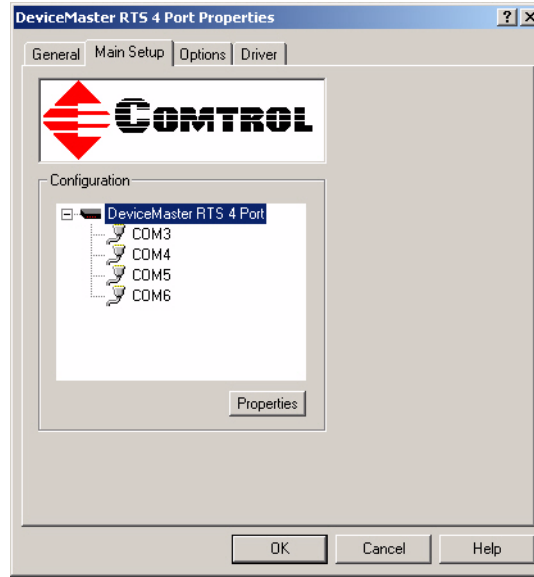 DeviceMaster RTS 4 Port Properties
General Main Setup Options Driver
COMTROL
Configuration
DeviceMaster RTS 4 Port
COM3
COM4
COM5
COM6
Properties
OK Cancel Help